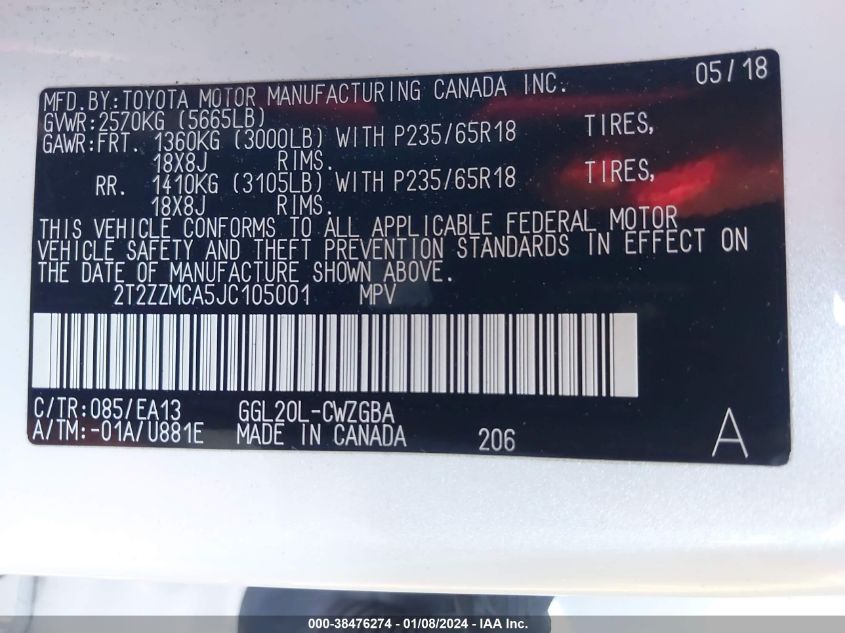 MFD.BY:TOYOTA MOTOR MANUFACTURING CANADA INC. 05/18
GVWR:2570KG (5665LB)
GAWR:FRT. 1360KG (3000LB) WITH P235/65R18 TIRES,
18X8J RIMS.
RR. 1410KG (3105LB) WITH P235/65R18 TIRES,
18X8J RIMS.
THIS VEHICLE CONFORMS TO ALL APPLICABLE FEDERAL MOTOR
VEHICLE SAFETY AND THEFT PREVENTION STANDARDS IN EFFECT ON
THE DATE OF MANUFACTURE SHOWN ABOVE.
2T2ZZMCA5JC105001 MPV
C/TR:085/EA13 GGL20L-CWZGBA
A/TM:-01A/U881E MADE IN CANADA 206 A
000-38476274 - 01/08/2024 - IAA Inc.